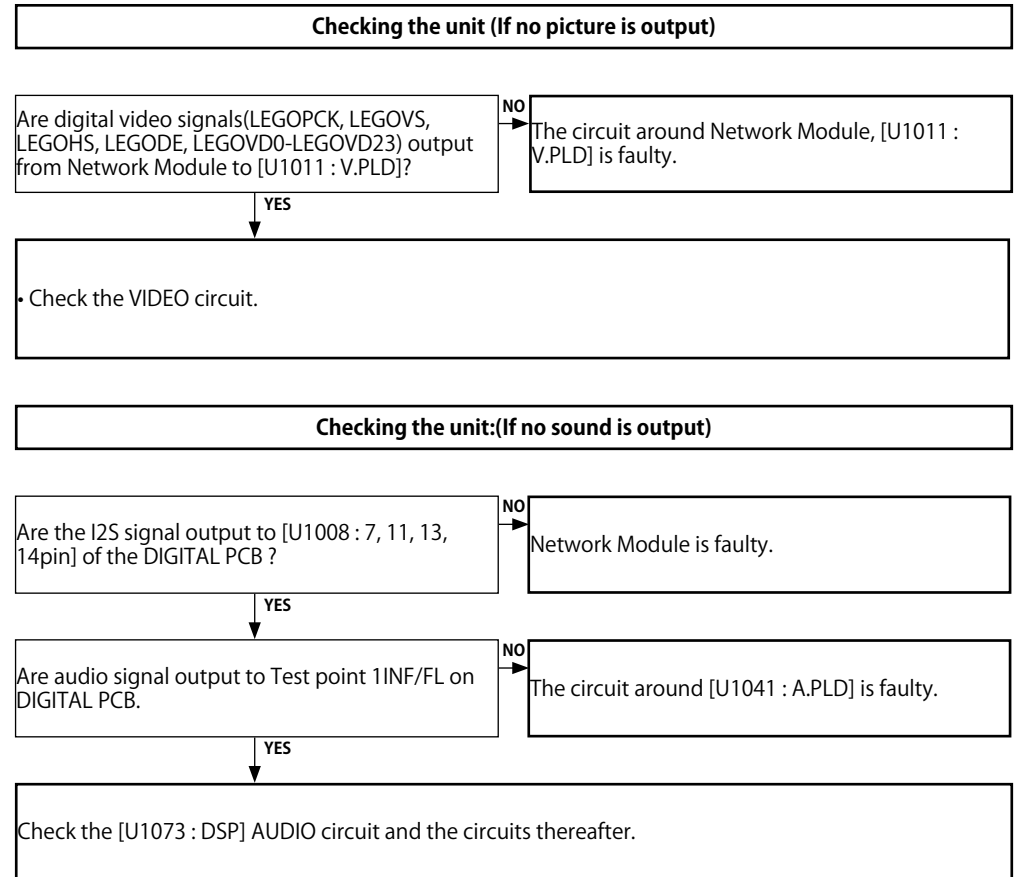 Checking the unit (If no picture is output)
Are digital video signals(LEGOPCK, LEGOVS,
LEGOHS, LEGODE, LEGOVD0-LEGOVD23) output
from Network Module to [U1011 : V.PLD]?
NO
The circuit around Network Module, [U1011 :
V.PLD] is faulty.
YES
• Check the VIDEO circuit.
Checking the unit:(If no sound is output)
Are the I2S signal output to [U1008 : 7, 11, 13,
14pin] of the DIGITAL PCB ?
NO
Network Module is faulty.
YES
Are audio signal output to Test point 1INF/FL on
DIGITAL PCB.
NO
The circuit around [U1041 : A.PLD] is faulty.
YES
Check the [U1073 : DSP] AUDIO circuit and the circuits thereafter.